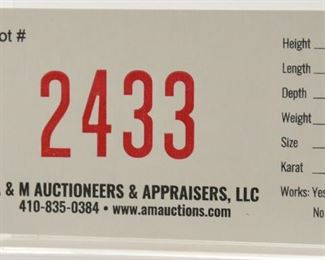 ot #
2433
& M AUCTIONEERS & APPRAISERS, LLC
410-835-0384 • www.amauctions.com
Height
Length
Depth
Weight
Size
Karat
Works: Yes
No